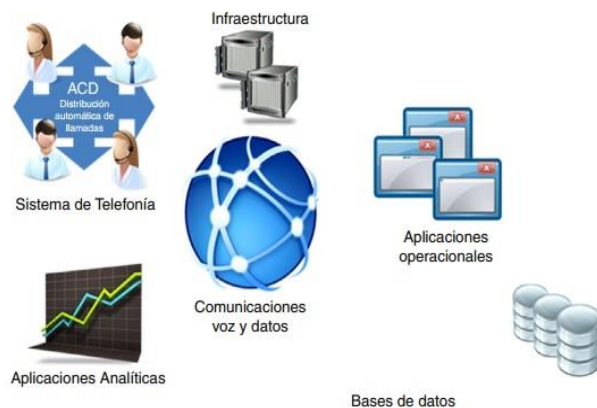 Infraestructura
ACD
Distribución
automática de
llamadas
Sistema de Telefonía
Aplicaciones
operacionales
Comunicaciones
voz y datos
Aplicaciones Analíticas
Bases de datos